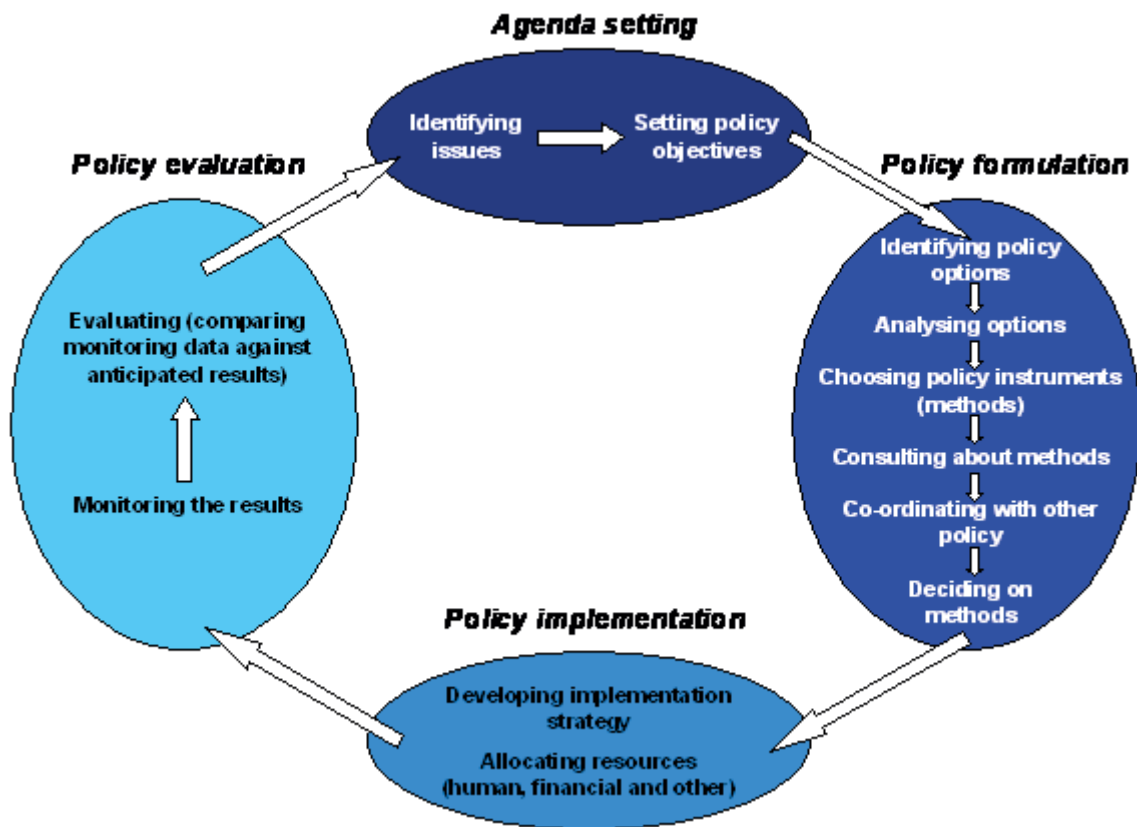 Agenda setting
Identifying
issues
Setting policy
objectives
Policy formulation
Identifying policy
options
Analysing options
Choosing policy instruments
(methods)
Consulting about methods
Co-ordinating with other
policy
Deciding on
methods
Policy implementation
Developing implementation
strategy
Allocating resources
(human, financial and other)
Policy evaluation
Evaluating (comparing
monitoring data against
anticipated results)
Monitoring the results